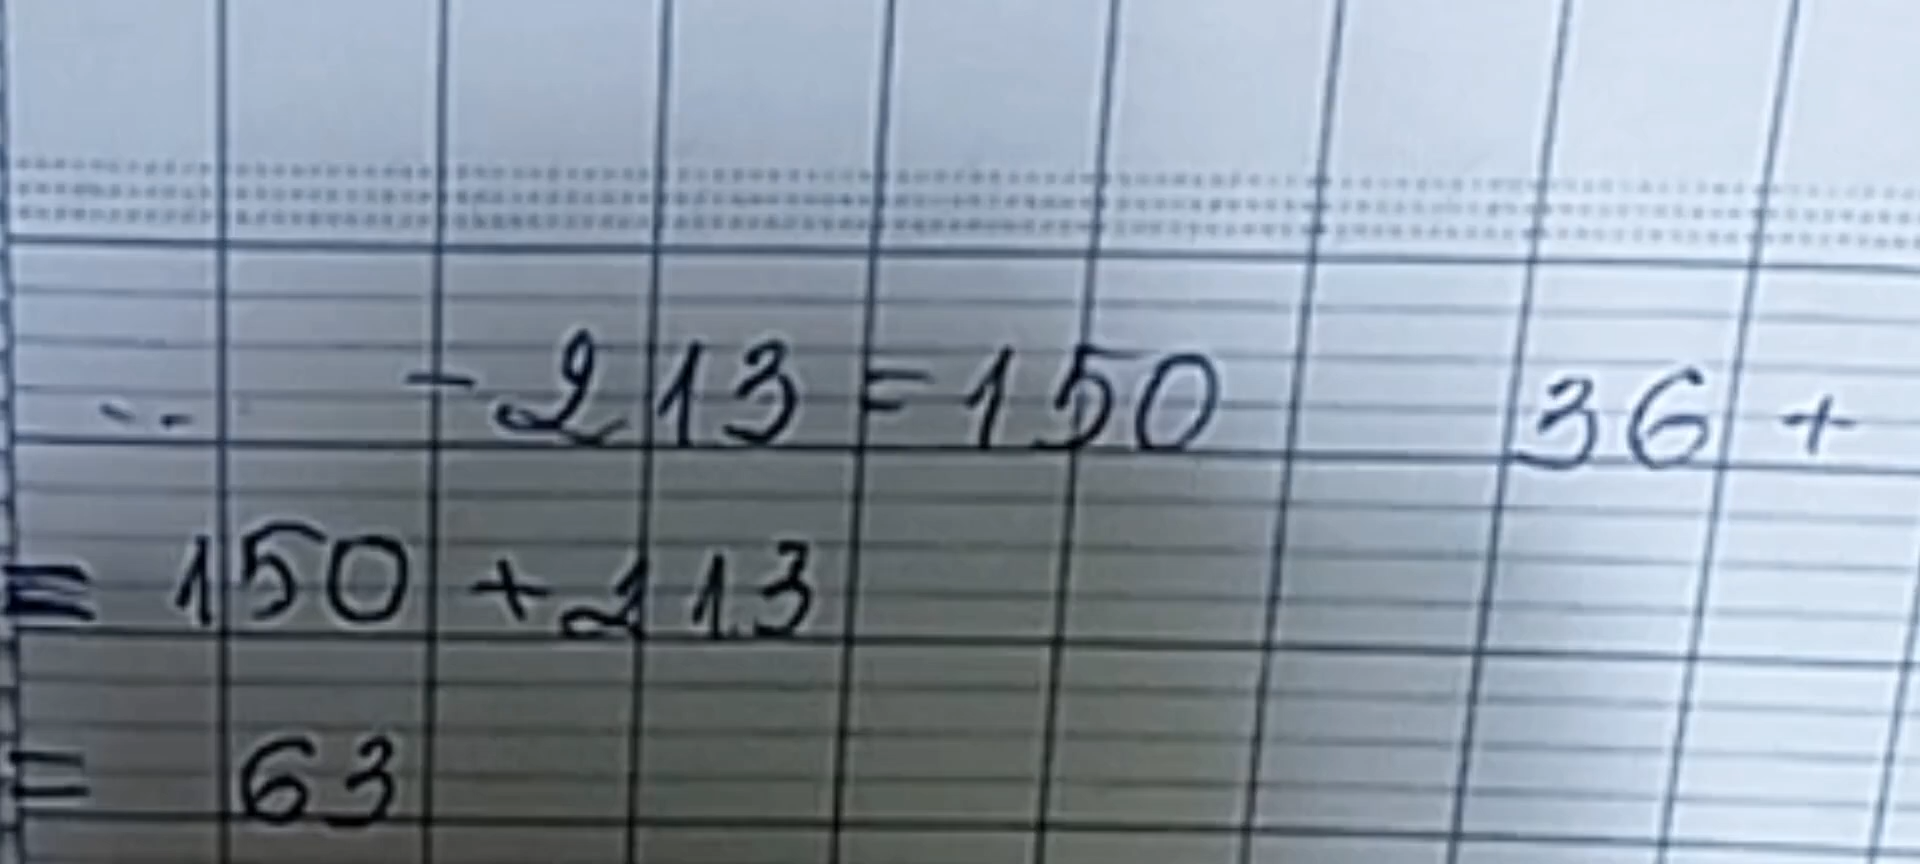 .. - 213 = 150 36 +
= 150 + 213
= 63